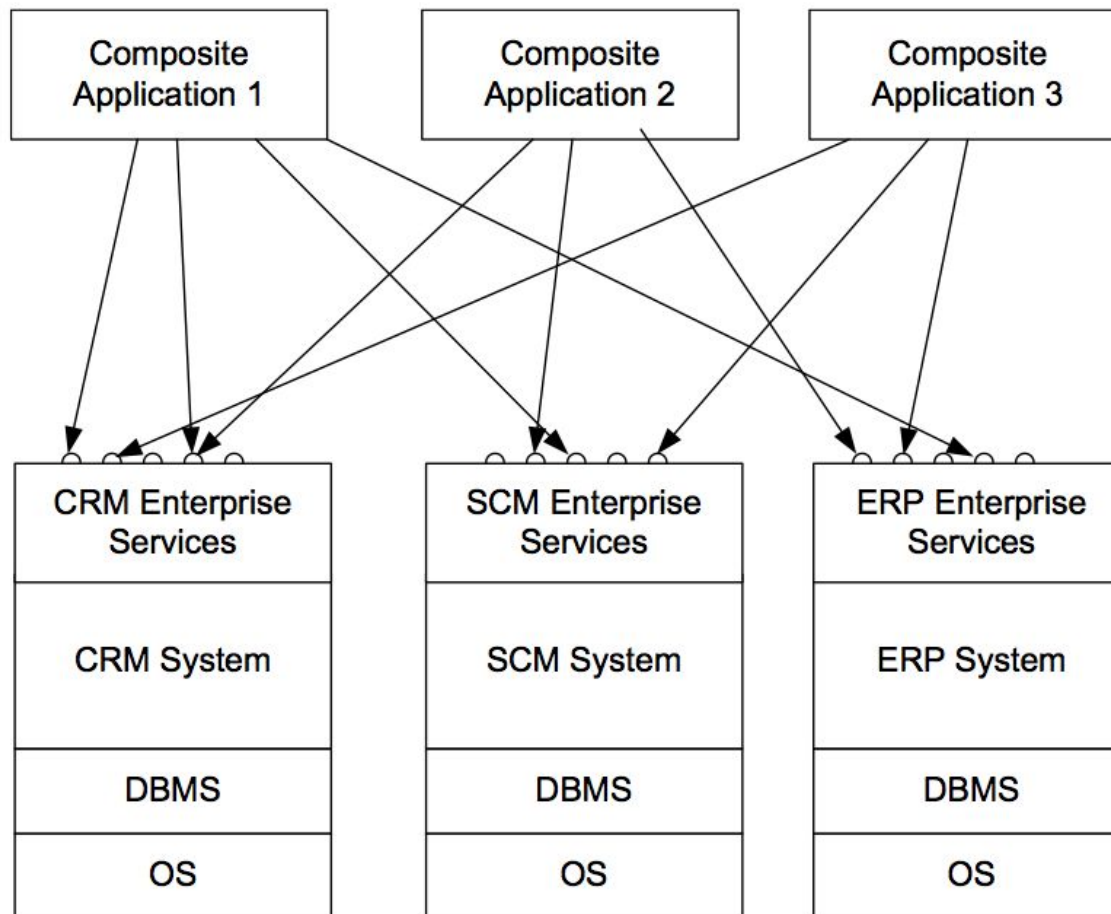 Composite
Application 1
Composite
Application 2
Composite
Application 3
CRM Enterprise
Services
SCM Enterprise
Services
ERP Enterprise
Services
CRM System
SCM System
ERP System
DBMS
DBMS
DBMS
OS
OS
OS